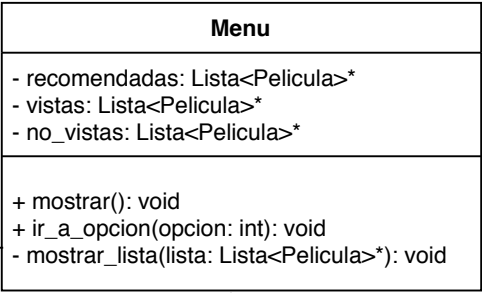 Menu
- recomendadas: Lista<Pelicula>*
- vistas: Lista<Pelicula>*
- no_vistas: Lista<Pelicula>*
+ mostrar(): void
+ ir_a_opcion(opcion: int): void
- mostrar_lista(lista: Lista<Pelicula>*): void